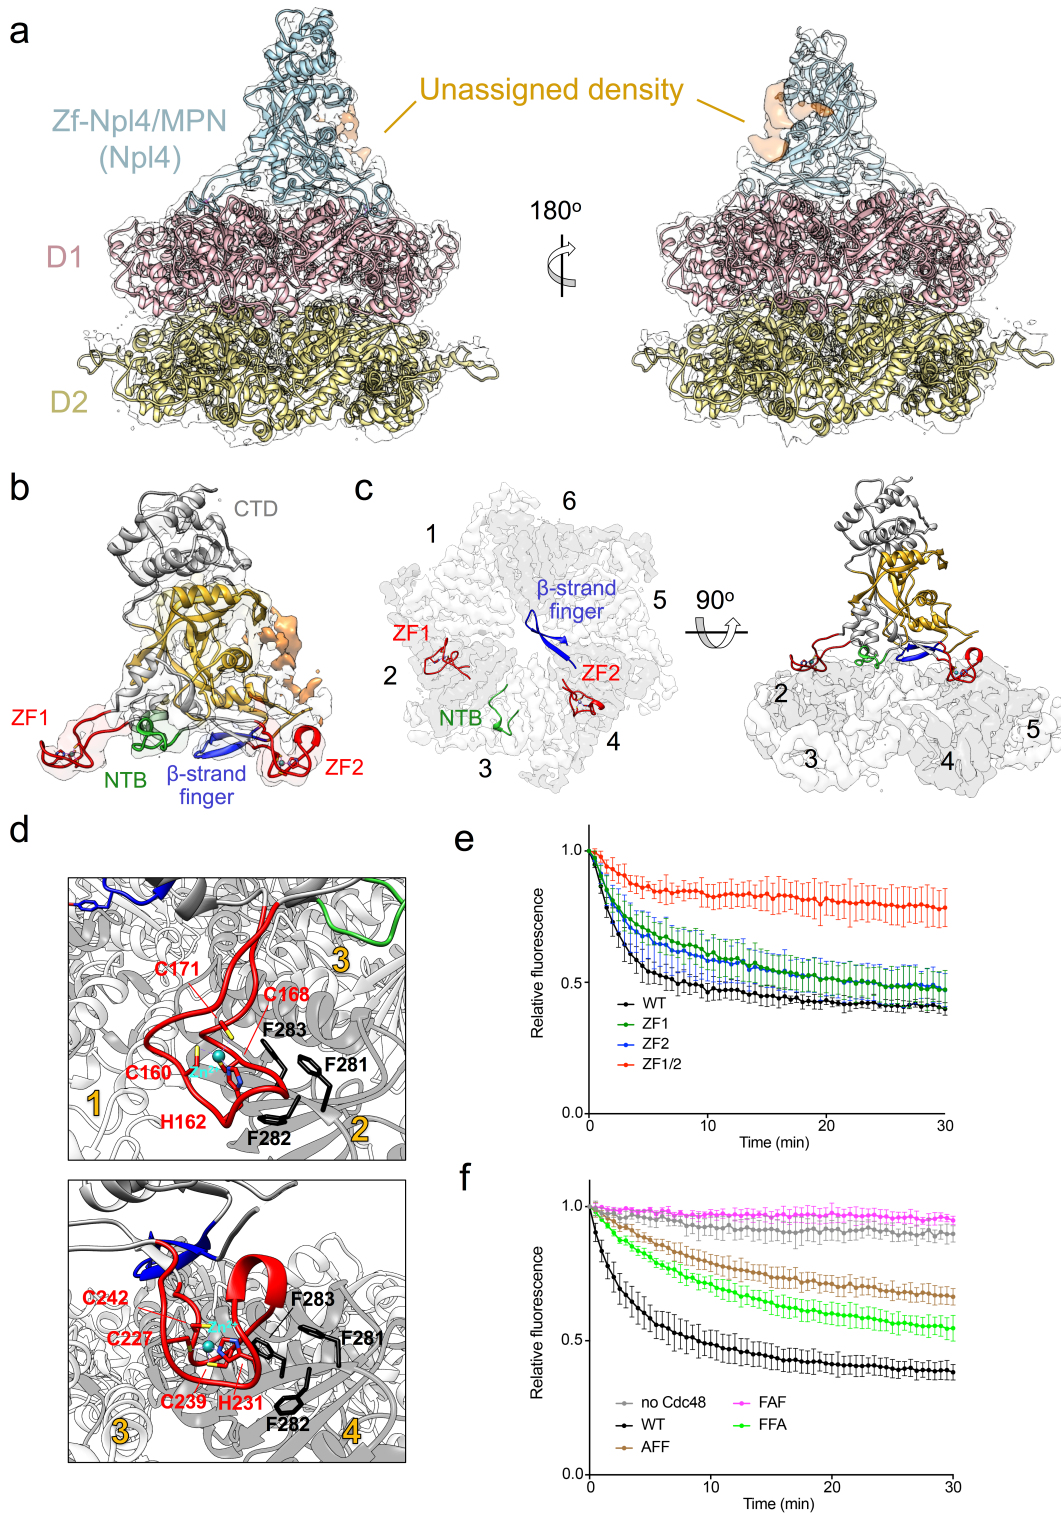 a
Unassigned density
Zf-Npl4/MPN
(Npl4)
180o
D1
D2
b
CTD
ZF1
NTB
β-strand
finger
ZF2
c
1
6
5
β-strand
finger
ZF1
2
ZF2
NTB
4
3
90o
2
3
4
5
d
3
C171
C168
F283
F281
C160
Zn2+
1
H162
F282
2
C242
F283
Zn2+
C227
F281
C239
H231
F282
3
4
e
1.0
0.5
0.0
Relative fluorescence
WT
ZF1
ZF2
ZF1/2
0
10
20
30
Time (min)
f
1.0
0.5
0.0
Relative fluorescence
no Cdc48
WT
AFF
FAF
FFA
0
10
20
30
Time (min)